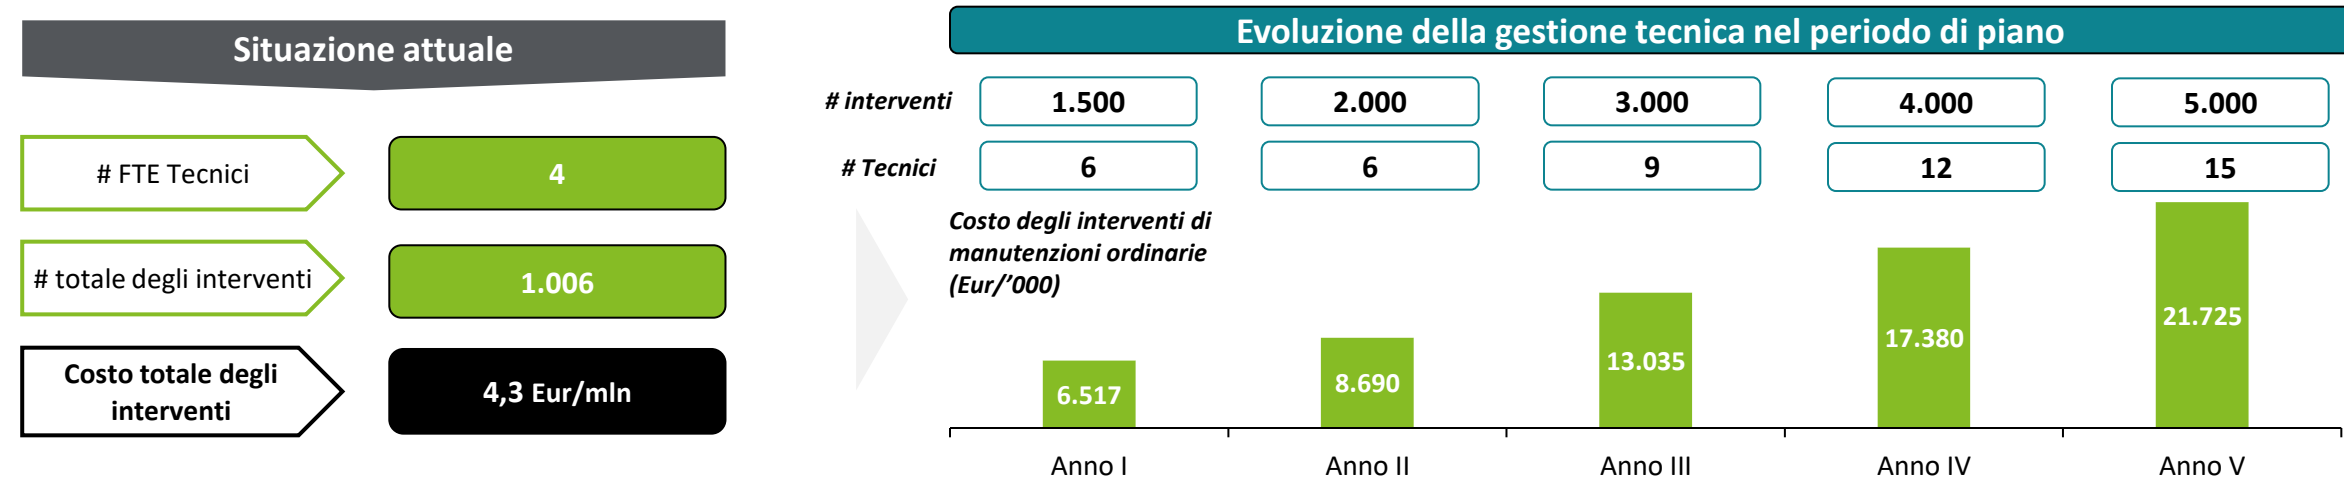 Situazione attuale
# FTE Tecnici
4
# totale degli interventi
1.006
Costo totale degli
interventi
4,3 Eur/mln
Evoluzione della gestione tecnica nel periodo di piano
# interventi
1.500
2.000
3.000
4.000
5.000
# Tecnici
6
6
9
12
15
Costo degli interventi di
manutenzioni ordinarie
(Eur/’000)
6.517
8.690
13.035
17.380
21.725
Anno I
Anno II
Anno III
Anno IV
Anno V